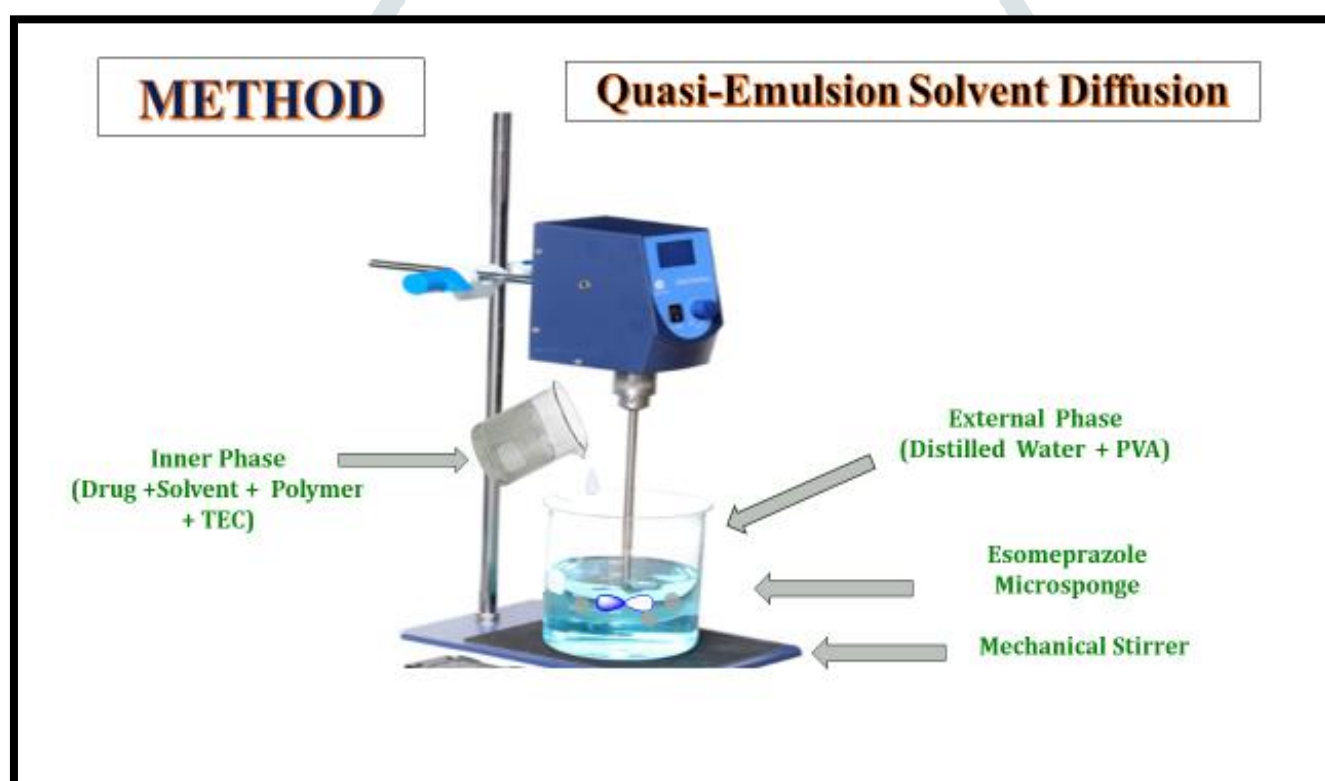 METHOD
Quasi-Emulsion Solvent Diffusion
Inner Phase
(Drug +Solvent + Polymer
+ TEC)
External Phase
(Distilled Water + PVA)
Esomeprazole
Microsponge
Mechanical Stirrer